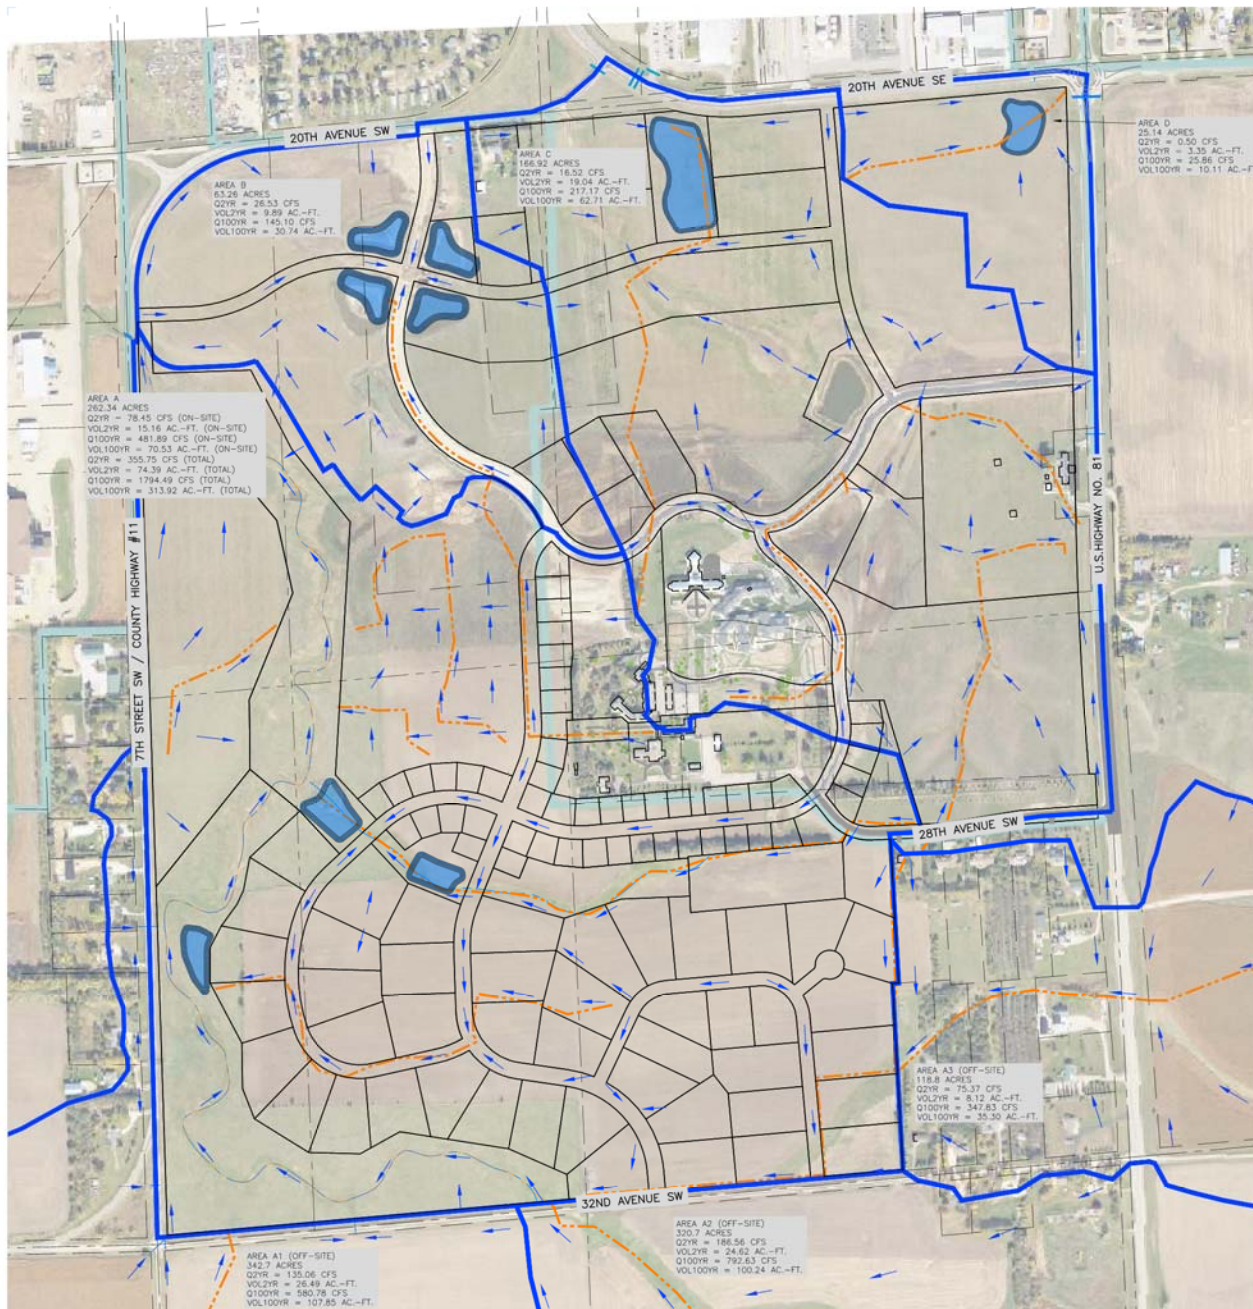 20TH AVENUE SW
20TH AVENUE SE
AREA D
25.14 ACRES
Q2YR = 0.50 CFS
VOL2YR = 3.35 AC.-FT.
Q100YR = 25.86 CFS
VOL100YR = 10.11 AC.-FT.
AREA C
166.92 ACRES
Q2YR = 16.52 CFS
VOL2YR = 19.04 AC.-FT.
Q100YR = 217.17 CFS
VOL100YR = 62.71 AC.-FT.
AREA B
63.26 ACRES
Q2YR = 26.53 CFS
VOL2YR = 9.89 AC.-FT.
Q100YR = 145.10 CFS
VOL100YR = 30.74 AC.-FT.
AREA A
262.34 ACRES
Q2YR = 78.45 CFS (ON-SITE)
VOL2YR = 15.16 AC.-FT. (ON-SITE)
Q100YR = 481.89 CFS (ON-SITE)
VOL100YR = 70.53 AC.-FT. (ON-SITE)
Q2YR = 355.75 CFS (TOTAL)
VOL2YR = 74.39 AC.-FT. (TOTAL)
Q100YR = 1794.49 CFS (TOTAL)
VOL100YR = 313.92 AC.-FT. (TOTAL)
U.S.HIGHWAY NO. 81
7TH STREET SW / COUNTY HIGHWAY #11
28TH AVENUE SW
AREA A3 (OFF-SITE)
118.8 ACRES
Q2YR = 75.37 CFS
VOL2YR = 8.12 AC.-FT.
Q100YR = 347.83 CFS
VOL100YR = 35.30 AC.-FT.
32ND AVENUE SW
AREA A2 (OFF-SITE)
320.7 ACRES
Q2YR = 186.56 CFS
VOL2YR = 24.62 AC.-FT.
Q100YR = 792.63 CFS
VOL100YR = 100.24 AC.-FT.
AREA A1 (OFF-SITE)
342.7 ACRES
Q2YR = 135.06 CFS
VOL2YR = 26.49 AC.-FT.
Q100YR = 580.78 CFS
VOL100YR = 107.85 AC.-FT.